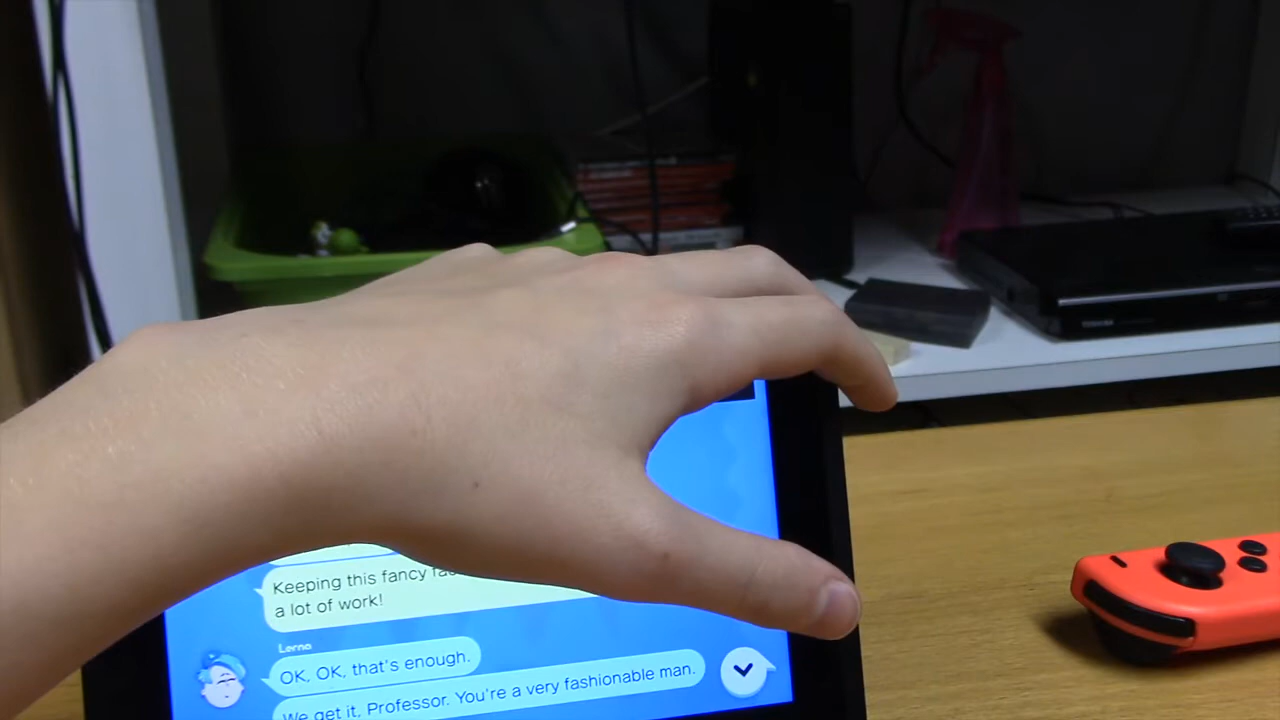 TOSHIBA
Keeping this fancy
a lot of work!
Lerna
OK, OK, that's enough.
We get it, Professor. You're a very fashionable man.